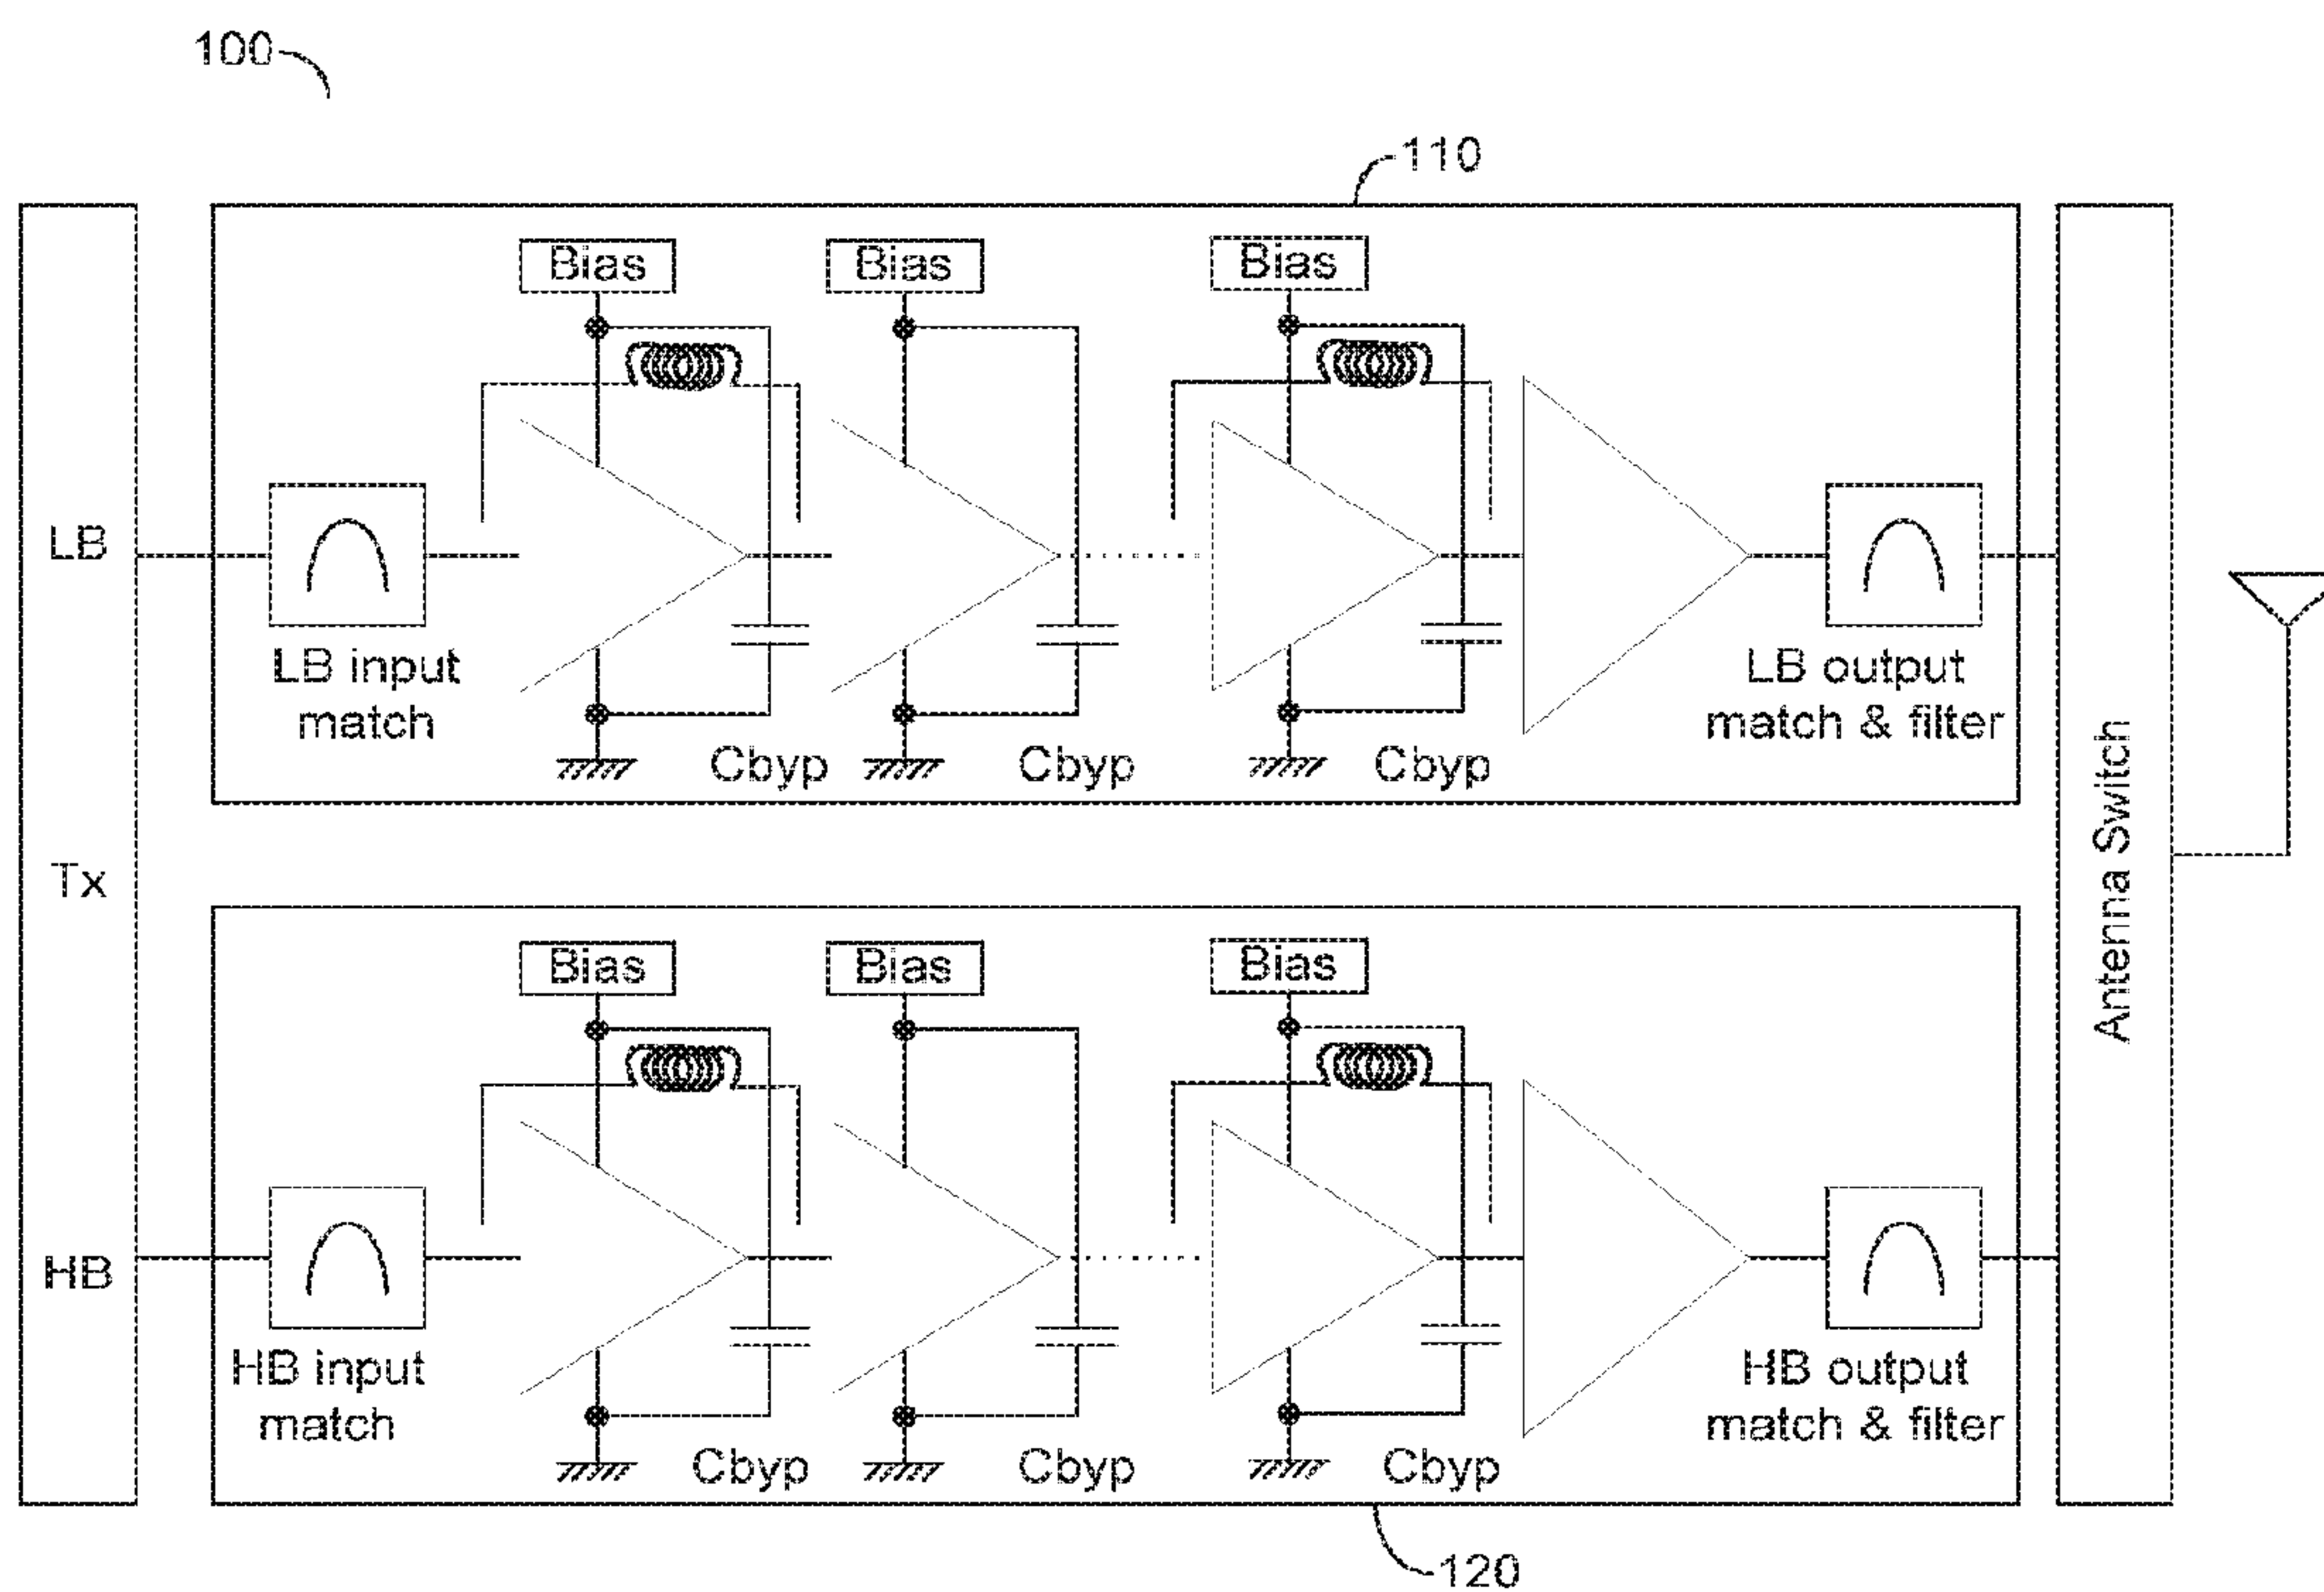 100
110
Bias
Bias
Bias
LB
LB input
match
LB output
match & filter
Cbyp
Cbyp
Cbyp
Tx
Antenna Switch
Bias
Bias
Bias
HB
HB input
match
HB output
match & filter
Cbyp
Cbyp
Cbyp
120